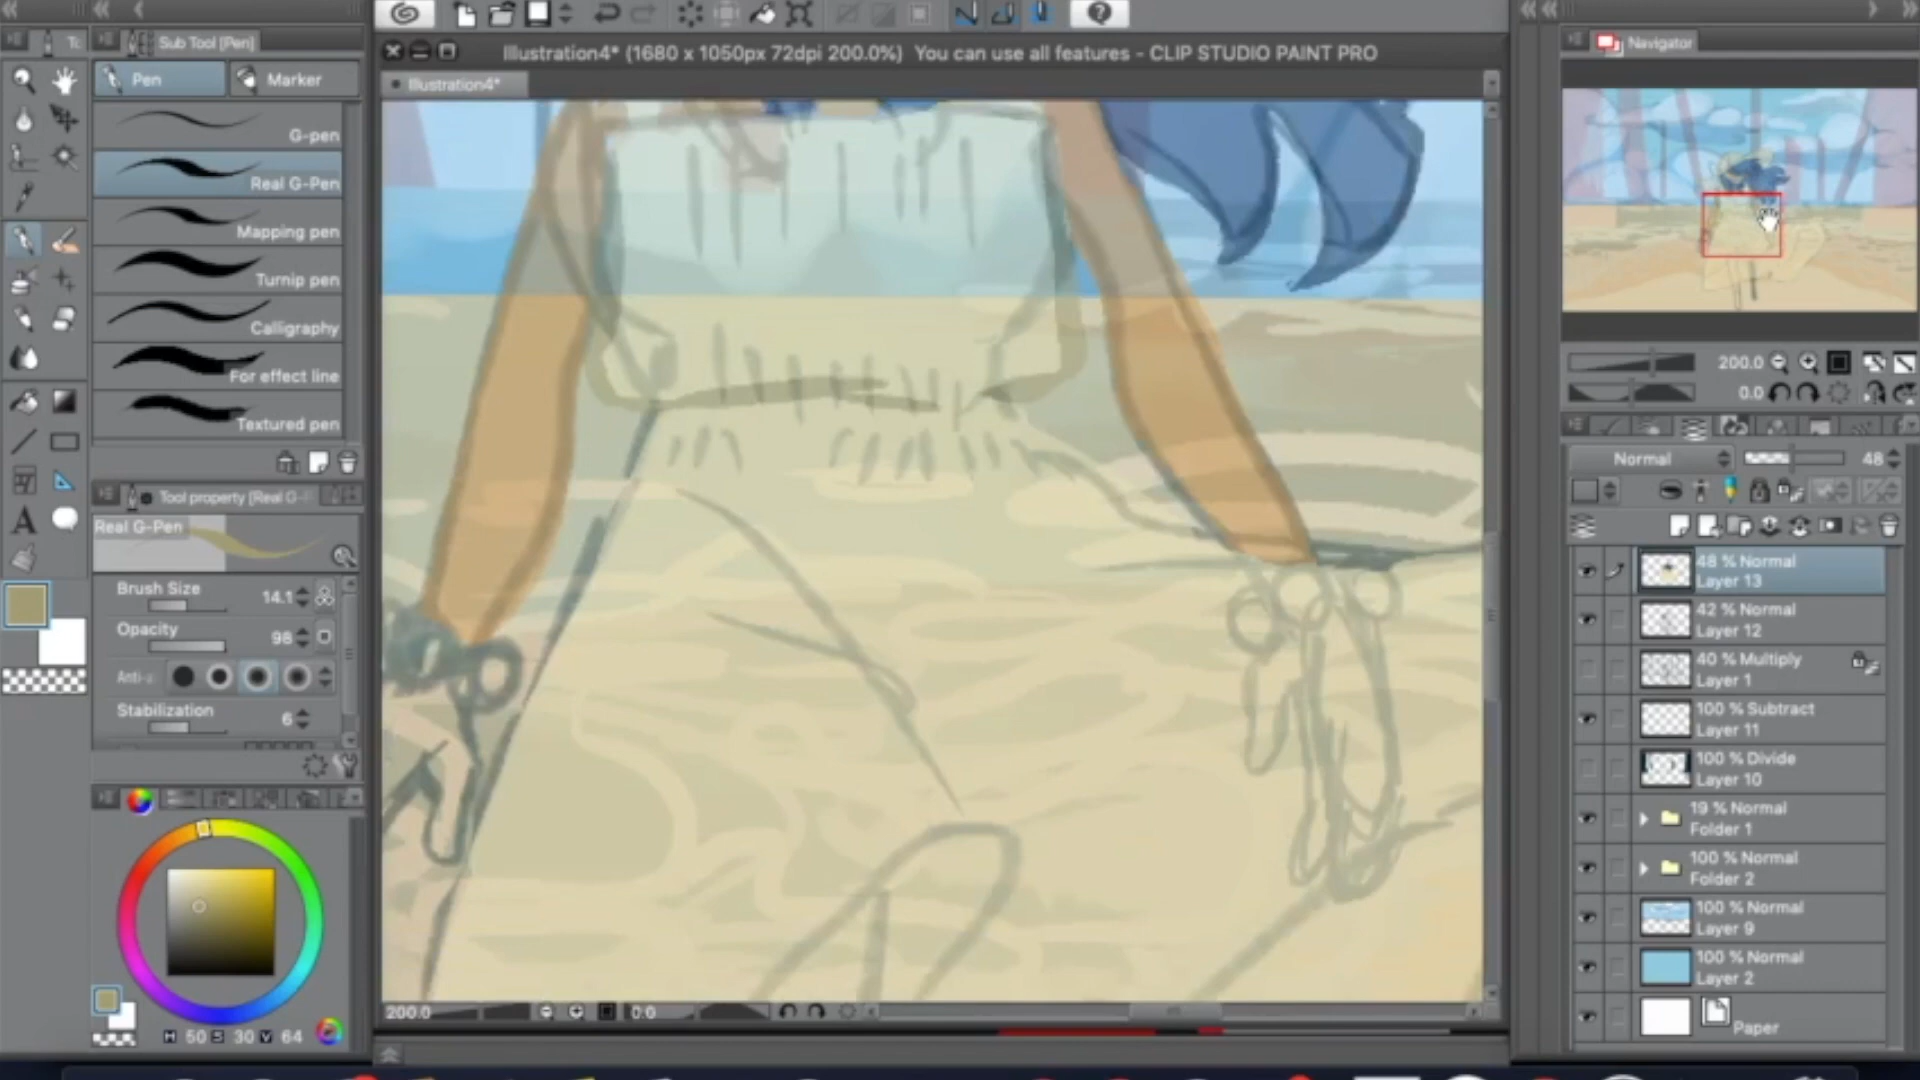 Sub Tool [Pen]
Pen
Marker
G-pen
Real G-Pen
Mapping pen
Turnip pen
Calligraphy
For effect line
Textured pen
Tool property [Real G-
Real G-Pen
Brush Size
14.1
Opacity
98
Anti-
Stabilization
6
H 50 S 30 V 64
Illustration4* (1680 x 1050px 72dpi 200.0%) You can use all features - CLIP STUDIO PAINT PRO
Illustration4*
200.0
0.0
Navigator
200.0
0.0
Normal
48
48 % Normal
Layer 13
42 % Normal
Layer 12
40 % Multiply
Layer 1
100 % Subtract
Layer 11
100 % Divide
Layer 10
19 % Normal
Folder 1
100 % Normal
Folder 2
100 % Normal
Layer 9
100 % Normal
Layer 2
Paper